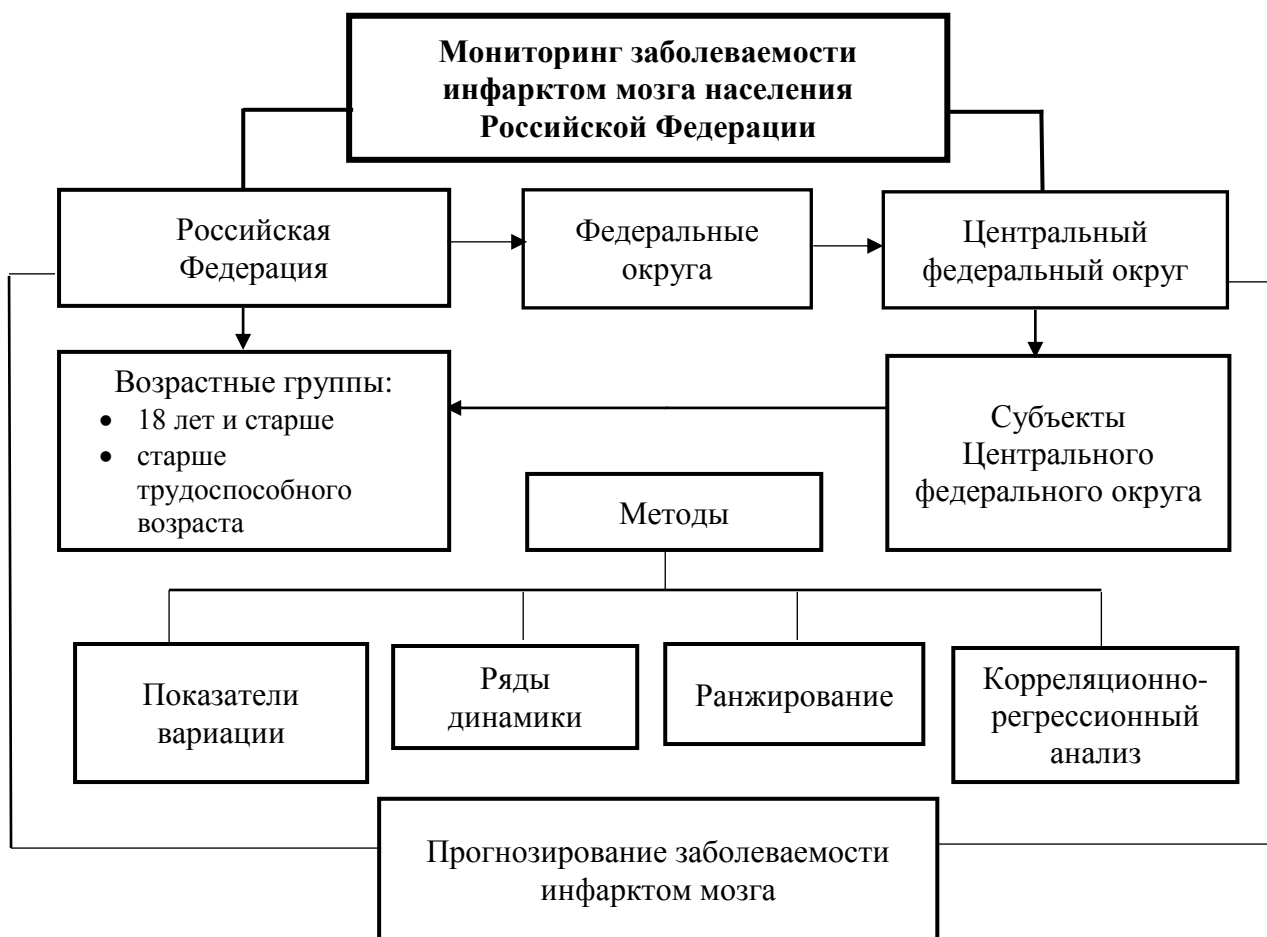 Мониторинг заболеваемости
инфарктом мозга населения
Российской Федерации
Российская
Федерация
Федеральные
округа
Центральный
федеральный округ
Возрастные группы:
• 18 лет и старше
• старше
трудоспособного
возраста
Субъекты
Центрального
федерального округа
Методы
Показатели
вариации
Ряды
динамики
Ранжирование
Корреляционно-
регрессионный
анализ
Прогнозирование заболеваемости
инфарктом мозга